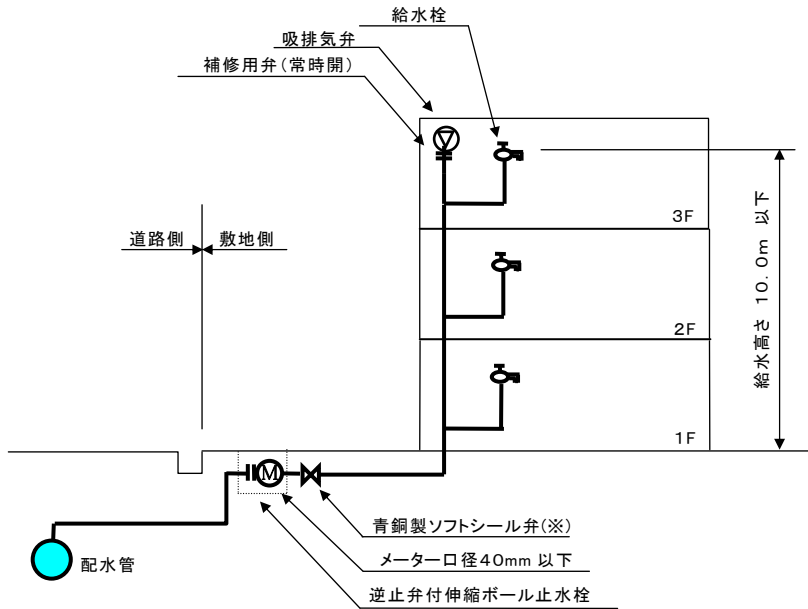 給水栓
吸排気弁
補修用弁(常時開)
3F
道路側
敷地側
給水高さ 10.0m 以下
2F
1F
M
青銅製ソフトシール弁(※)
メーター口径40mm 以下
配水管
逆止弁付伸縮ボール止水栓